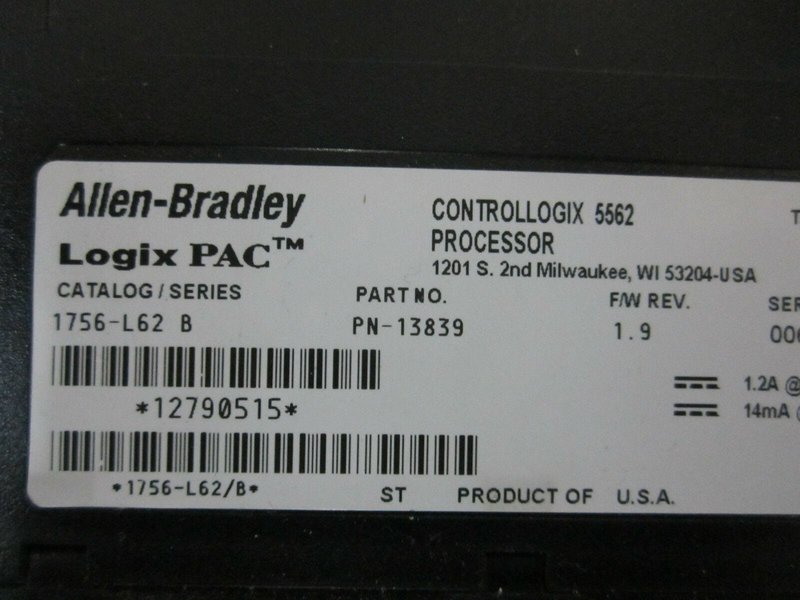 Allen-Bradley
Logix PAC™
CONTROLLOGIX 5562
PROCESSOR
1201 S. 2nd Milwaukee, WI 53204-USA
CATALOG / SERIES
PART NO.
F/W REV.
1756-L62 B
PN-13839
1.9
*12790515*
1.2A @
14mA
*1756-L62/B*
ST
PRODUCT OF U.S.A.